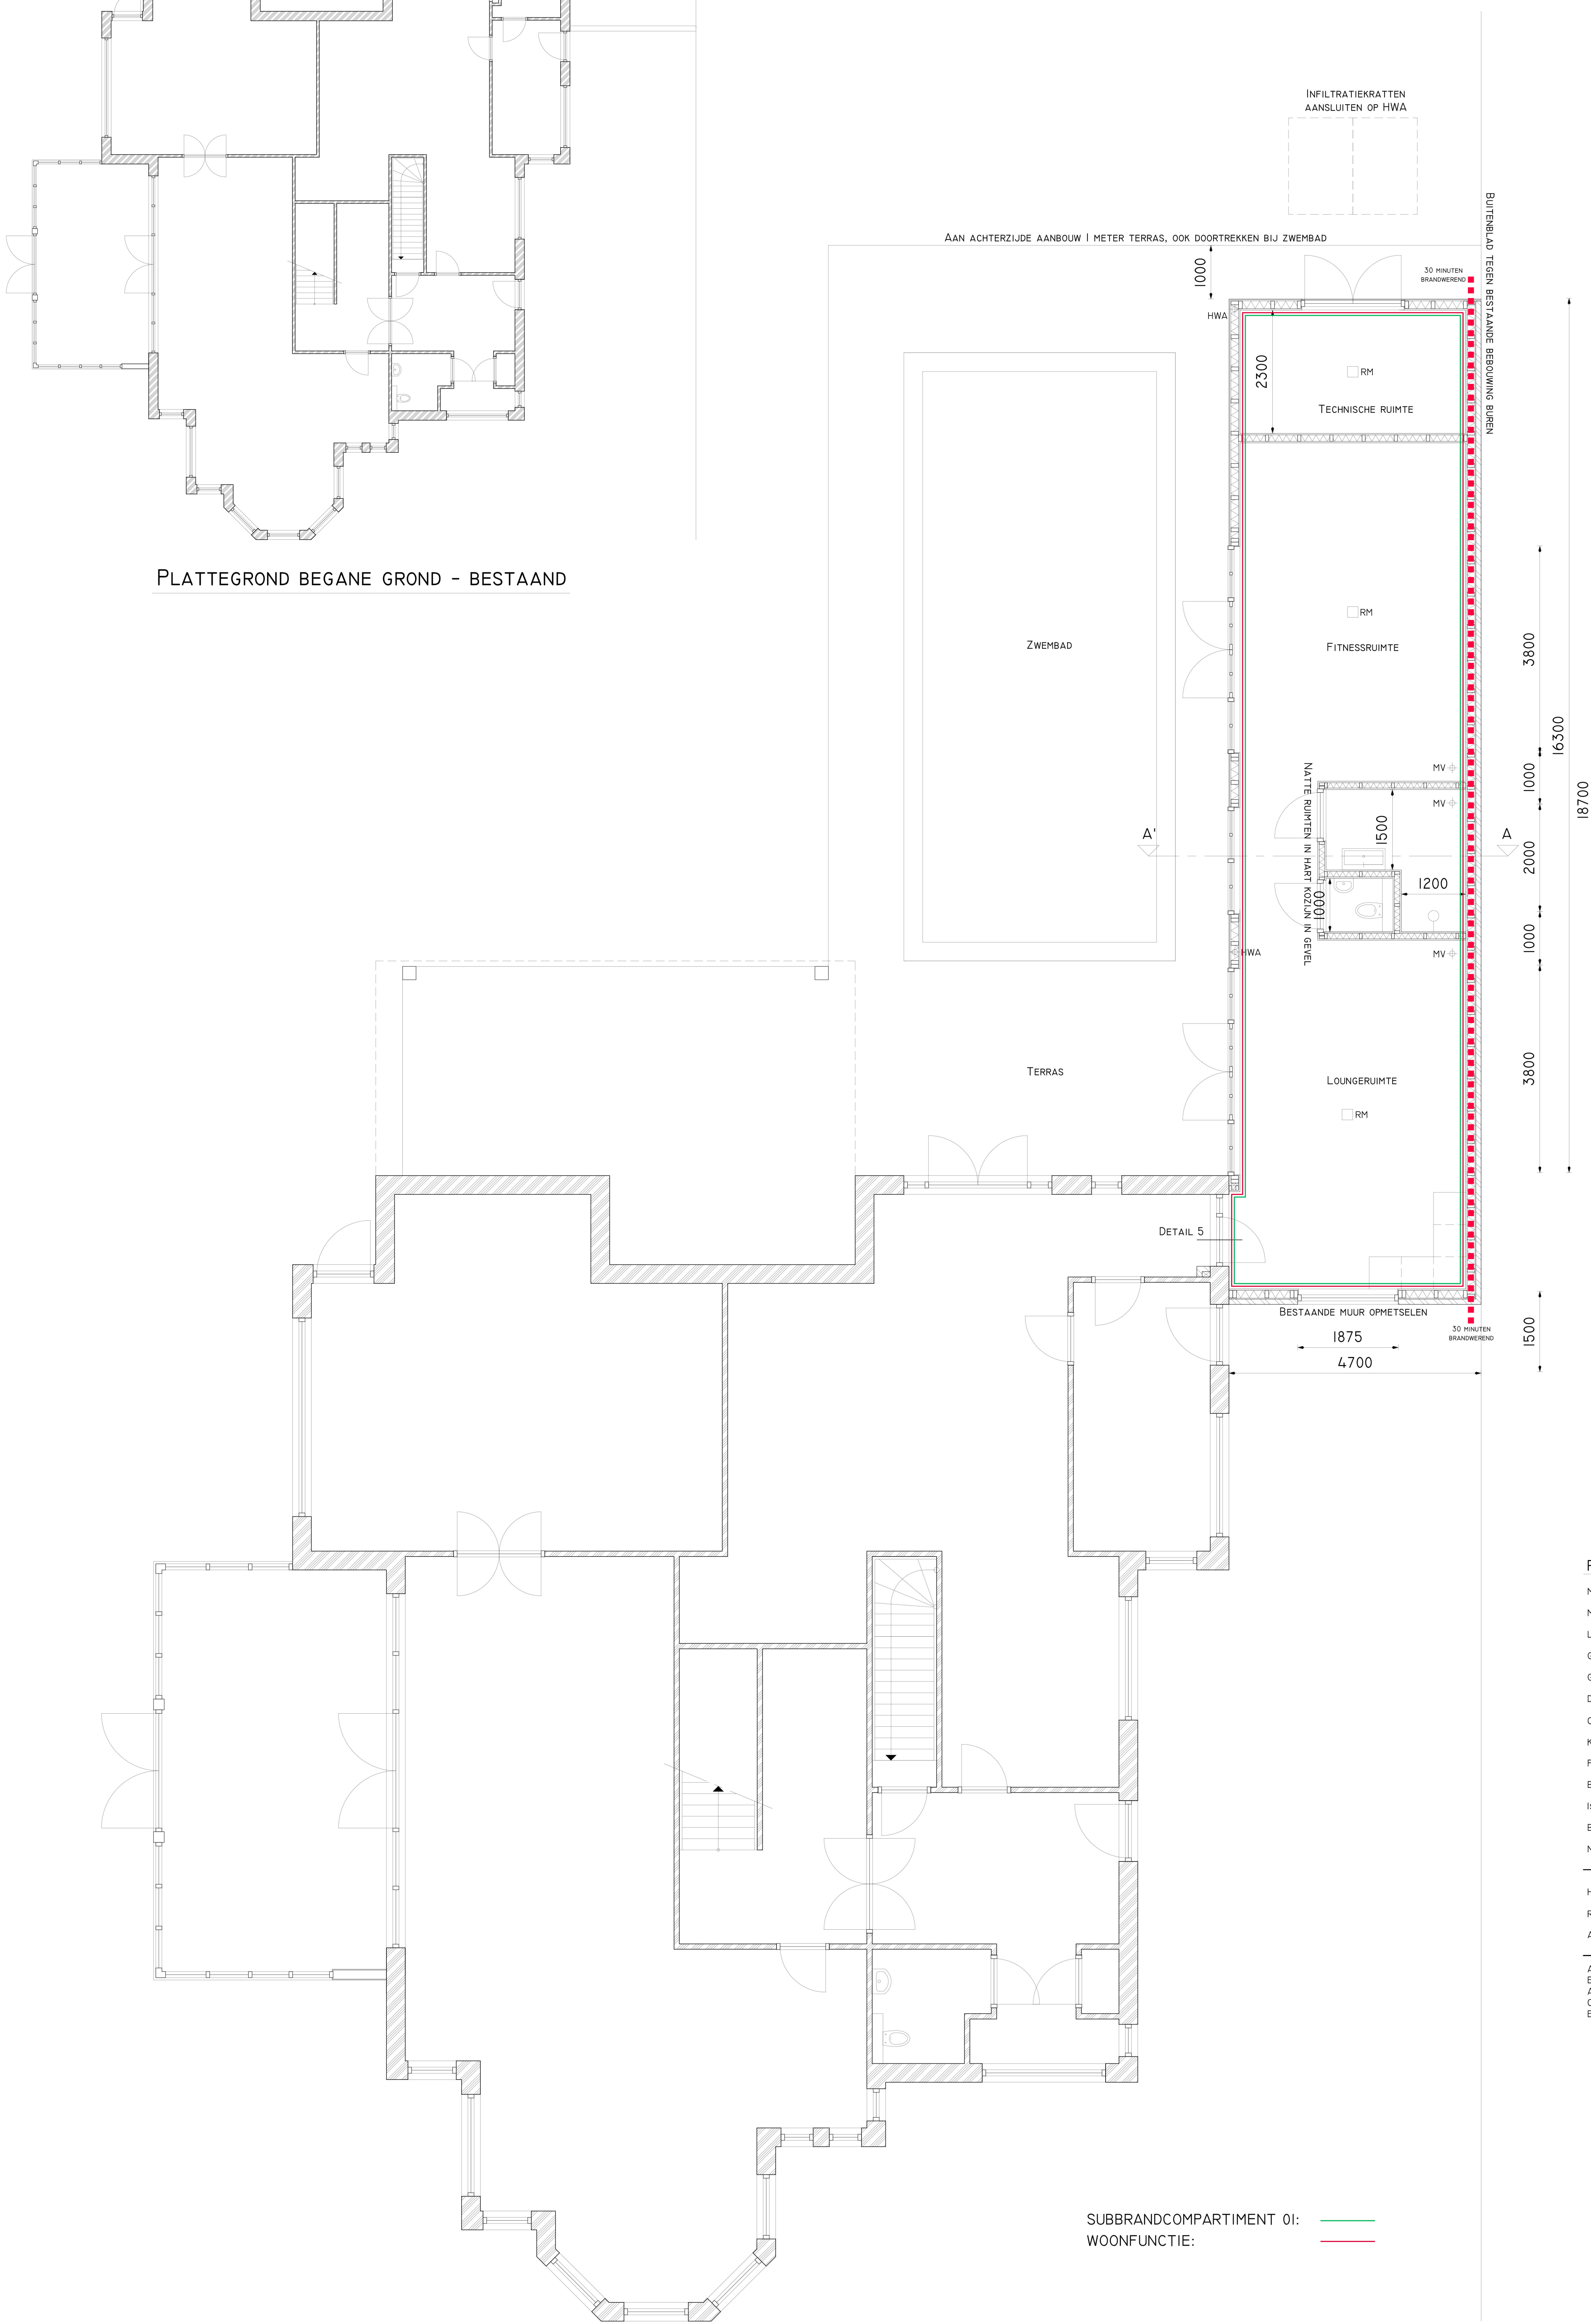 Infiltratiekratten
aansluiten op HWA
Buitenblad tegen bestaande bebouwing buren
Aan achterzijde aanbouw 1 meter terras, ook doortrekken bij zwembad
1000
30 minuten
brandwerend
HWA
2300
RM
Technische ruimte
Plattegrond begane grond - bestaand
RM
Fitnessruimte
Zwembad
3800
16300
18700
MV
1000
MV
Natte ruimten in hart kozijn in gevel
1500
A'
A
2000
1200
1000
HWA
MV
1000
Terras
Loungeruimte
3800
RM
Detail 5
Bestaande muur opmetselen
30 minuten
brandwerend
1500
1875
4700
SUBBRANDCOMPARTIMENT 01:
WOONFUNCTIE: